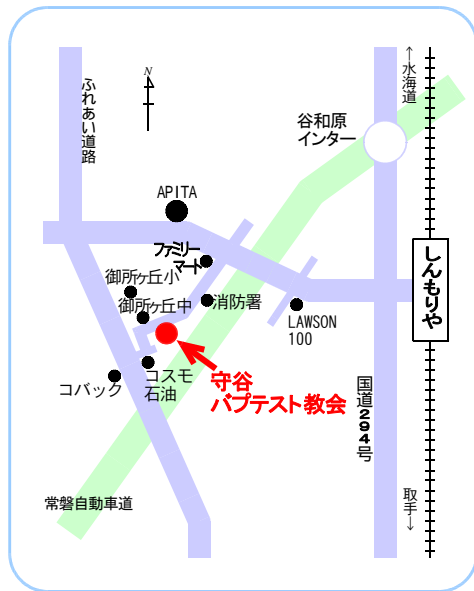 N
↑水海道
ふれあい道路
谷和原
インター
APITA
ファミリー
マート
しんもりや
御所ケ丘小
御所ケ丘中
消防署
LAWSON
100
コスモ
石油
コバック
守谷
バプテスト教会
国道294号
常磐自動車道
取手→